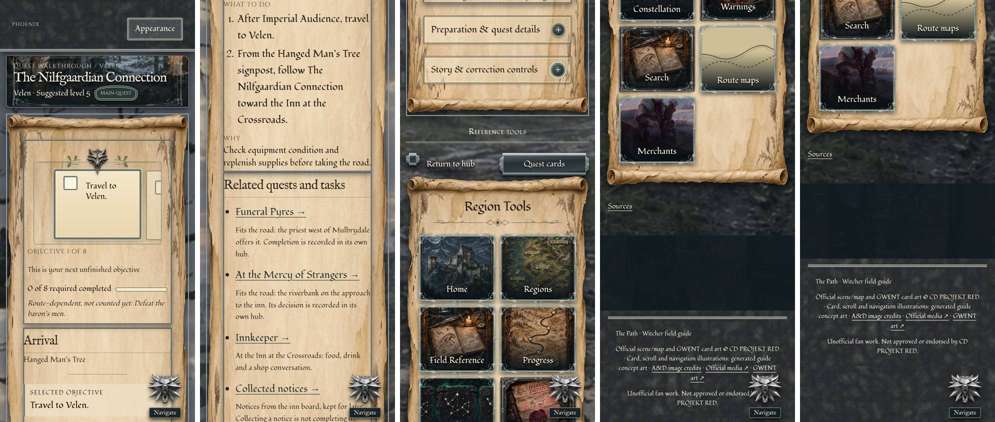 PHOENIX
Appearance
QUEST WALKTHROUGH / VELEN
The Nilfgaardian Connection
Velen · Suggested level 5
MAIN QUEST
Travel to
Velen.
OBJECTIVE 1 OF 8
This is your next unfinished objective
0 of 8 required completed
Route-dependent, not counted yet: Defeat the
baron's men.
Arrival
Hanged Man's Tree
SELECTED OBJECTIVE
Travel to Velen.
Navigate
WHAT TO DO
1. After Imperial Audience, travel
to Velen.
2. From the Hanged Man's Tree
signpost, follow The
Nilfgaardian Connection
toward the Inn at the
Crossroads.
WHY
Check equipment condition and
replenish supplies before taking the road.
Related quests and tasks
Funeral Pyres →
Fits the road: the priest west of Mulbrydale
offers it. Completion is recorded in its own
hub.
At the Mercy of Strangers →
Fits the road: the riverbank on the approach
to the inn. Its decision is recorded in its
own hub.
Innkeeper →
At the Inn at the Crossroads: food, drink
and a shop conversation.
Collected notices →
Notices from the inn board, kept for
Collecting a notice is not completing
Navigate
Preparation & quest details +
Story & correction controls +
REFERENCE TOOLS
Return to hub
Quest cards
Region Tools
Home
Regions
Field Reference
Progress
Navigate
Constellation
Warnings
Search
Route maps
Merchants
Sources
The Path · Witcher field guide
Official scene/map and GWENT card art © CD PROJEKT RED
· Card, scroll and navigation illustrations: generated guide
concept art · A&D image credits · Official media ↗ · GWENT
art ↗
Unofficial fan work. Not approved or endorsed by CD
PROJEKT RED.
Navigate
Search
Route maps
Merchants
Sources
The Path · Witcher field guide
Official scene/map and GWENT card art © CD PROJEKT RED
· Card, scroll and navigation illustrations: generated guide
concept art · A&D image credits · Official media ↗ · GWENT
art ↗
Unofficial fan work. Not approved or endorsed by CD
PROJEKT RED.
Navigate